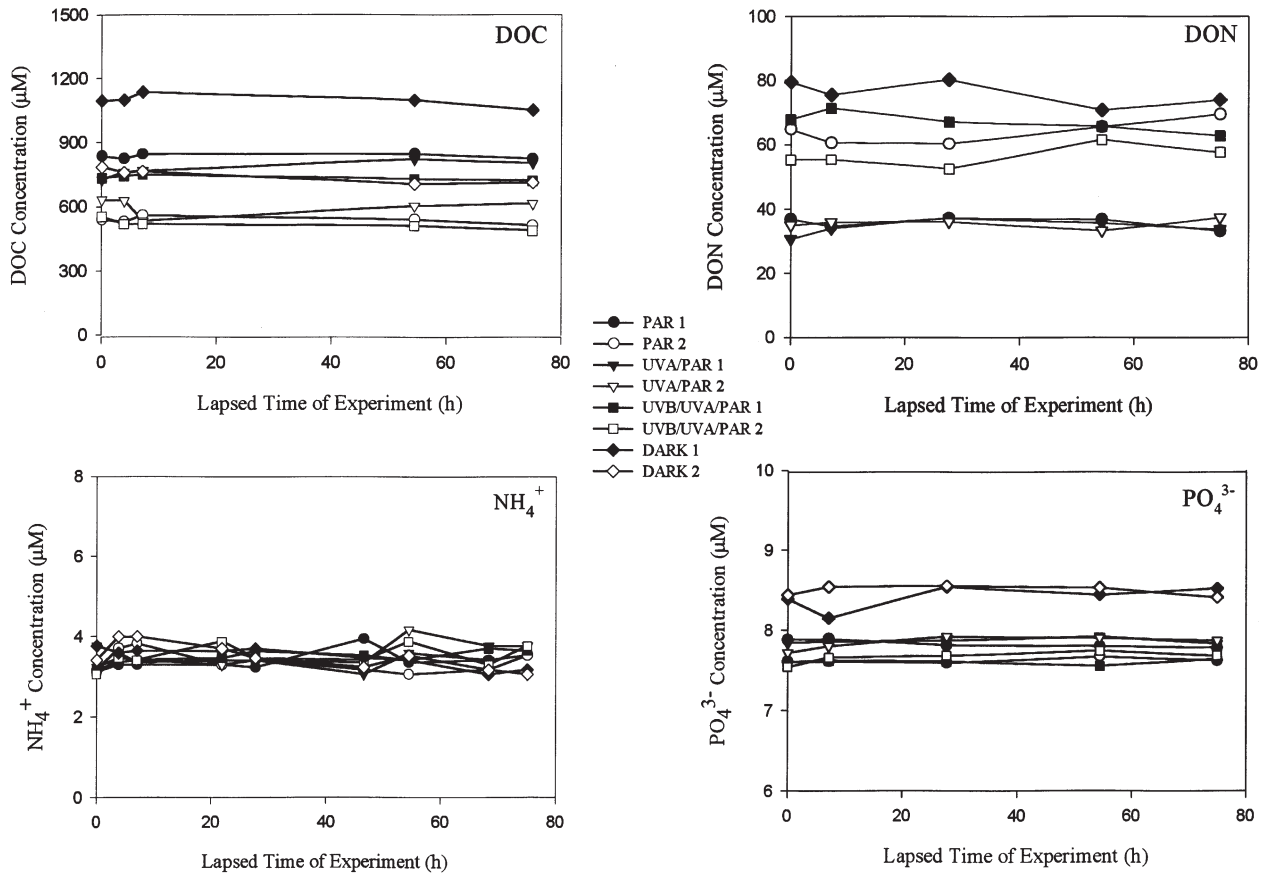 DOC
DOC Concentration (µM)
1500
1200
900
600
300
0
0 20 40 60 80
Lapsed Time of Experiment (h)
DON
DON Concentration (µM)
100
80
60
40
20
0
0 20 40 60 80
Lapsed Time of Experiment (h)
PAR 1
PAR 2
UVA/PAR 1
UVA/PAR 2
UVB/UVA/PAR 1
UVB/UVA/PAR 2
DARK 1
DARK 2
NH4+
NH4+ Concentration (µM)
8
6
4
2
0
0 20 40 60 80
Lapsed Time of Experiment (h)
PO43-
PO43- Concentration (µM)
10
9
8
7
6
0 20 40 60 80
Lapsed Time of Experiment (h)